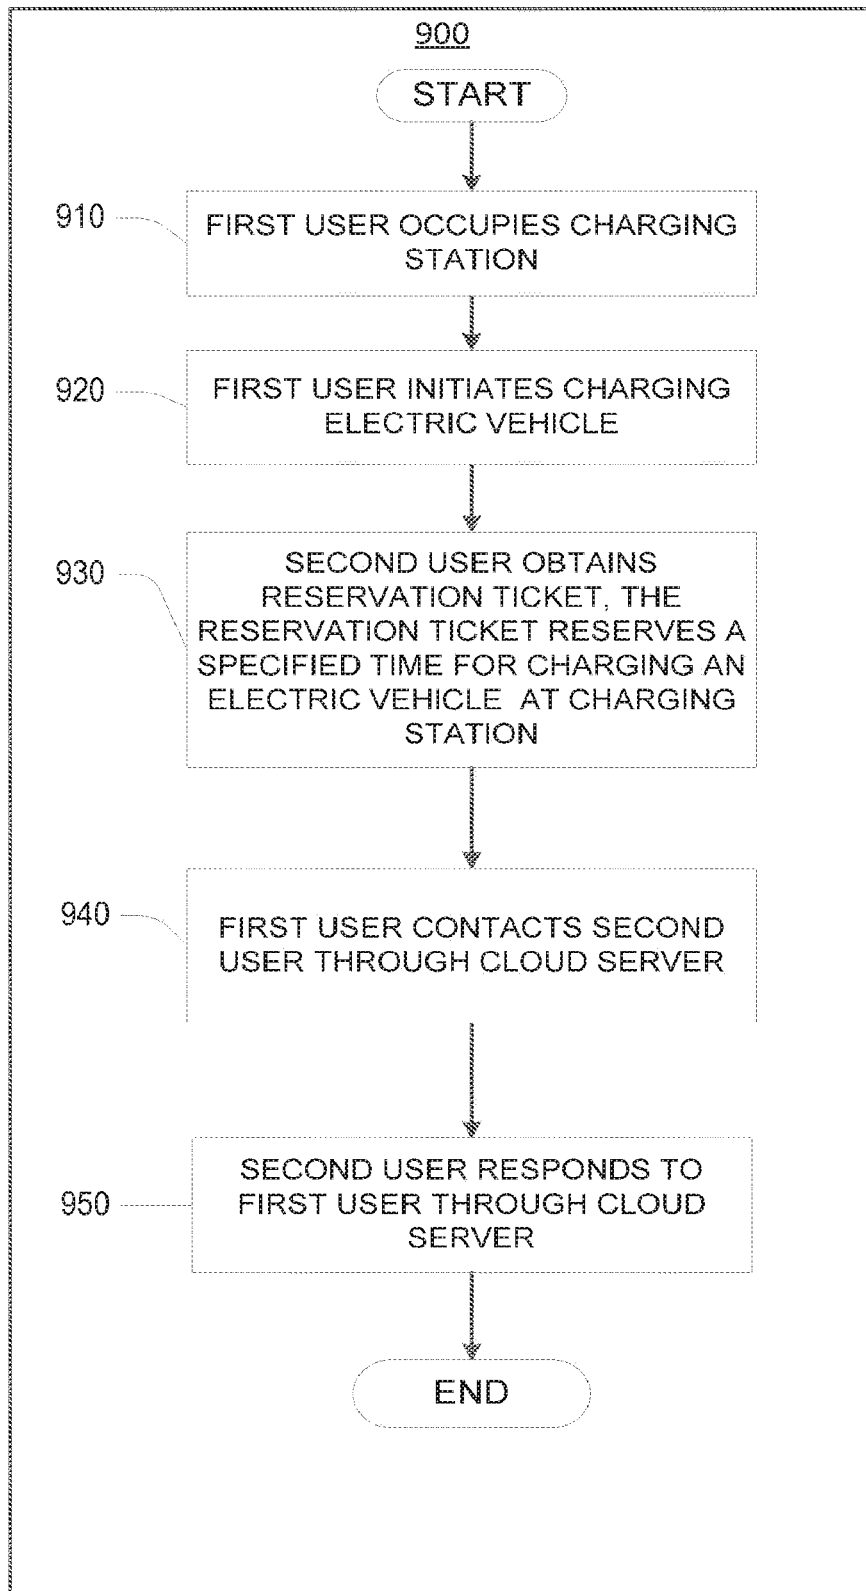 900
START
910
FIRST USER OCCUPIES CHARGING
STATION
920
FIRST USER INITIATES CHARGING
ELECTRIC VEHICLE
930
SECOND USER OBTAINS
RESERVATION TICKET, THE
RESERVATION TICKET RESERVES A
SPECIFIED TIME FOR CHARGING AN
ELECTRIC VEHICLE AT CHARGING
STATION
940
FIRST USER CONTACTS SECOND
USER THROUGH CLOUD SERVER
950
SECOND USER RESPONDS TO
FIRST USER THROUGH CLOUD
SERVER
END